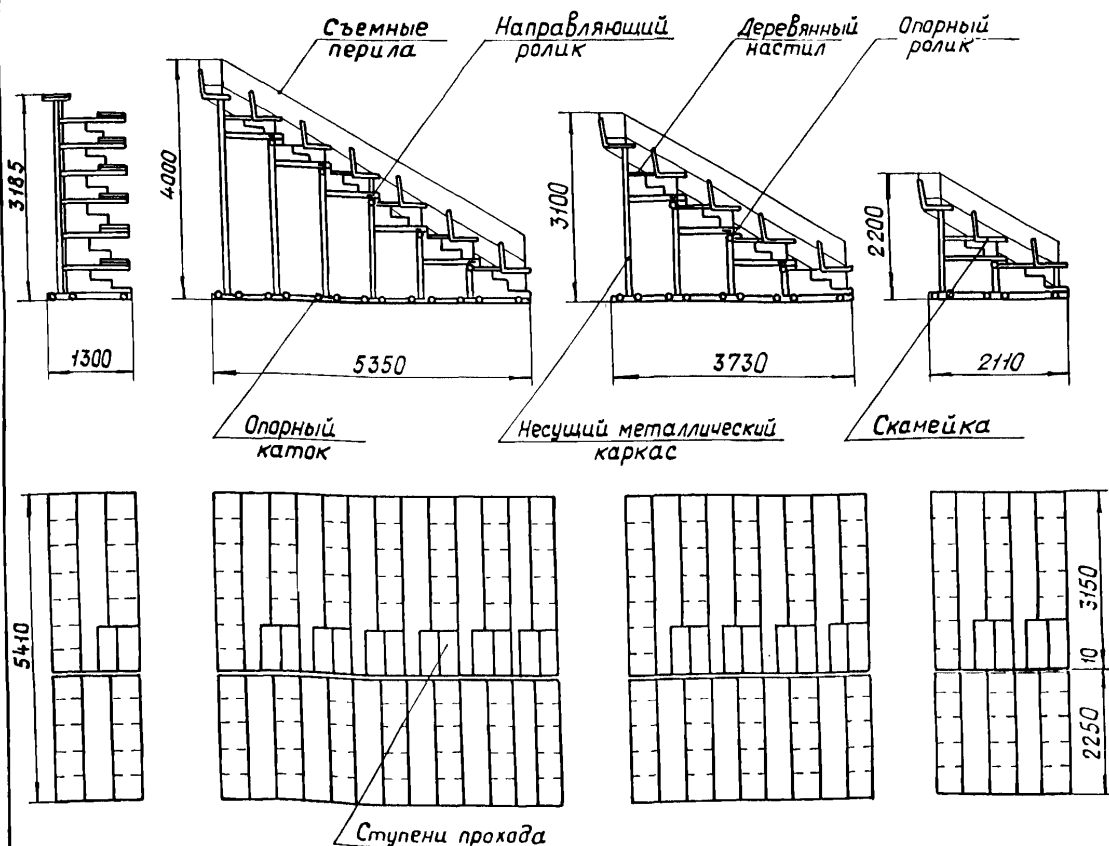 Съемные
перила
Направляющий
ролик
Деревянный
настил
Опорный
ролик
3185
4000
3100
2200
1300
5350
3730
2110
Опорный
каток
Несущий металлический
каркас
Скамейка
5410
3150
10
2250
Ступени прохода